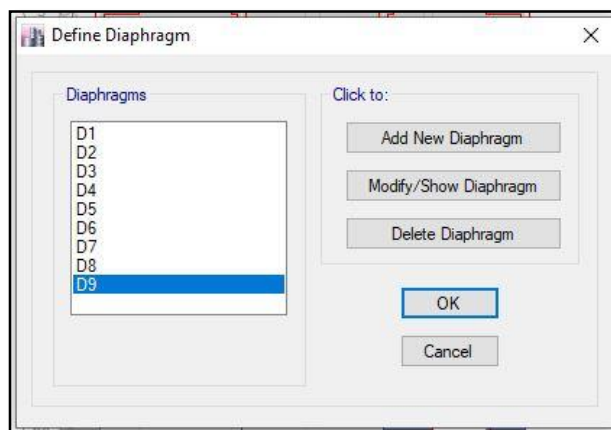 Define Diaphragm
Diaphragms
D1
D2
D3
D4
D5
D6
D7
D8
D9
Click to:
Add New Diaphragm
Modify/Show Diaphragm
Delete Diaphragm
OK
Cancel